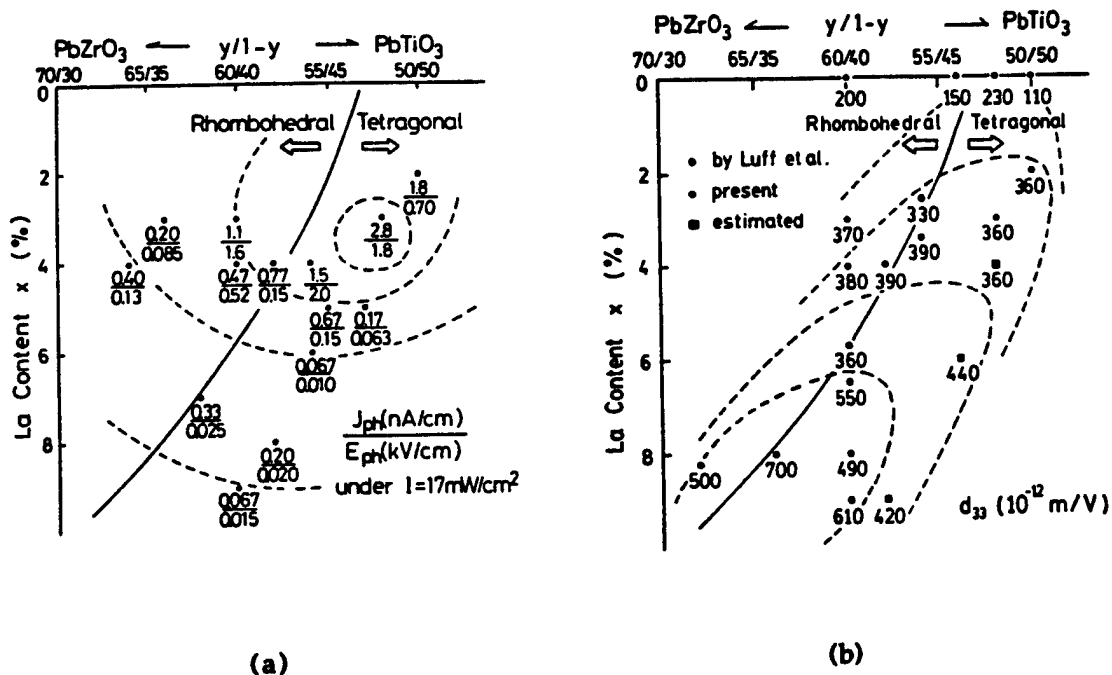 PbZrO3 ← y/1-y → PbTiO3
70/30 65/35 60/40 55/45 50/50
0
Rhombohedral Tetragonal
2
4
6
8
La Content x (%)
1.8
0.70
2.8
1.8
0.20
0.085
1.1
1.6
0.40
0.13
0.47
0.52
0.77
0.15
1.5
2.0
0.67
0.15
0.17
0.063
0.067
0.010
0.33
0.025
0.20
0.020
0.067
0.015
Jph(nA/cm)
Eph(kV/cm)
under I=17mW/cm2
(a)
PbZrO3 ← y/1-y → PbTiO3
70/30 65/35 60/40 55/45 50/50
0
200 150 230 110
Rhombohedral Tetragonal
• by Luff et al.
• present
■ estimated
2
4
6
8
La Content x (%)
360
330
370 360
390
380 390 360
360
440
550
500 700 490
610 420
d33 (10-12 m/V)
(b)